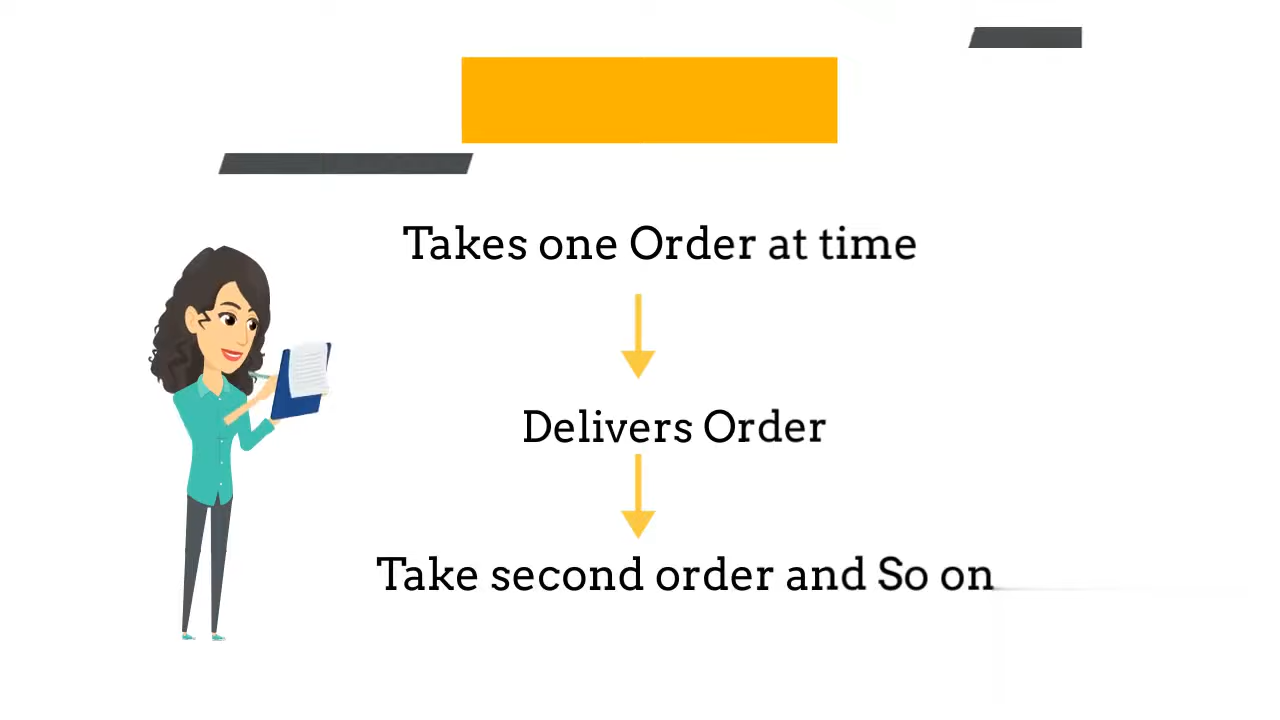 Takes one Order at time
Delivers Order
Take second order and So on